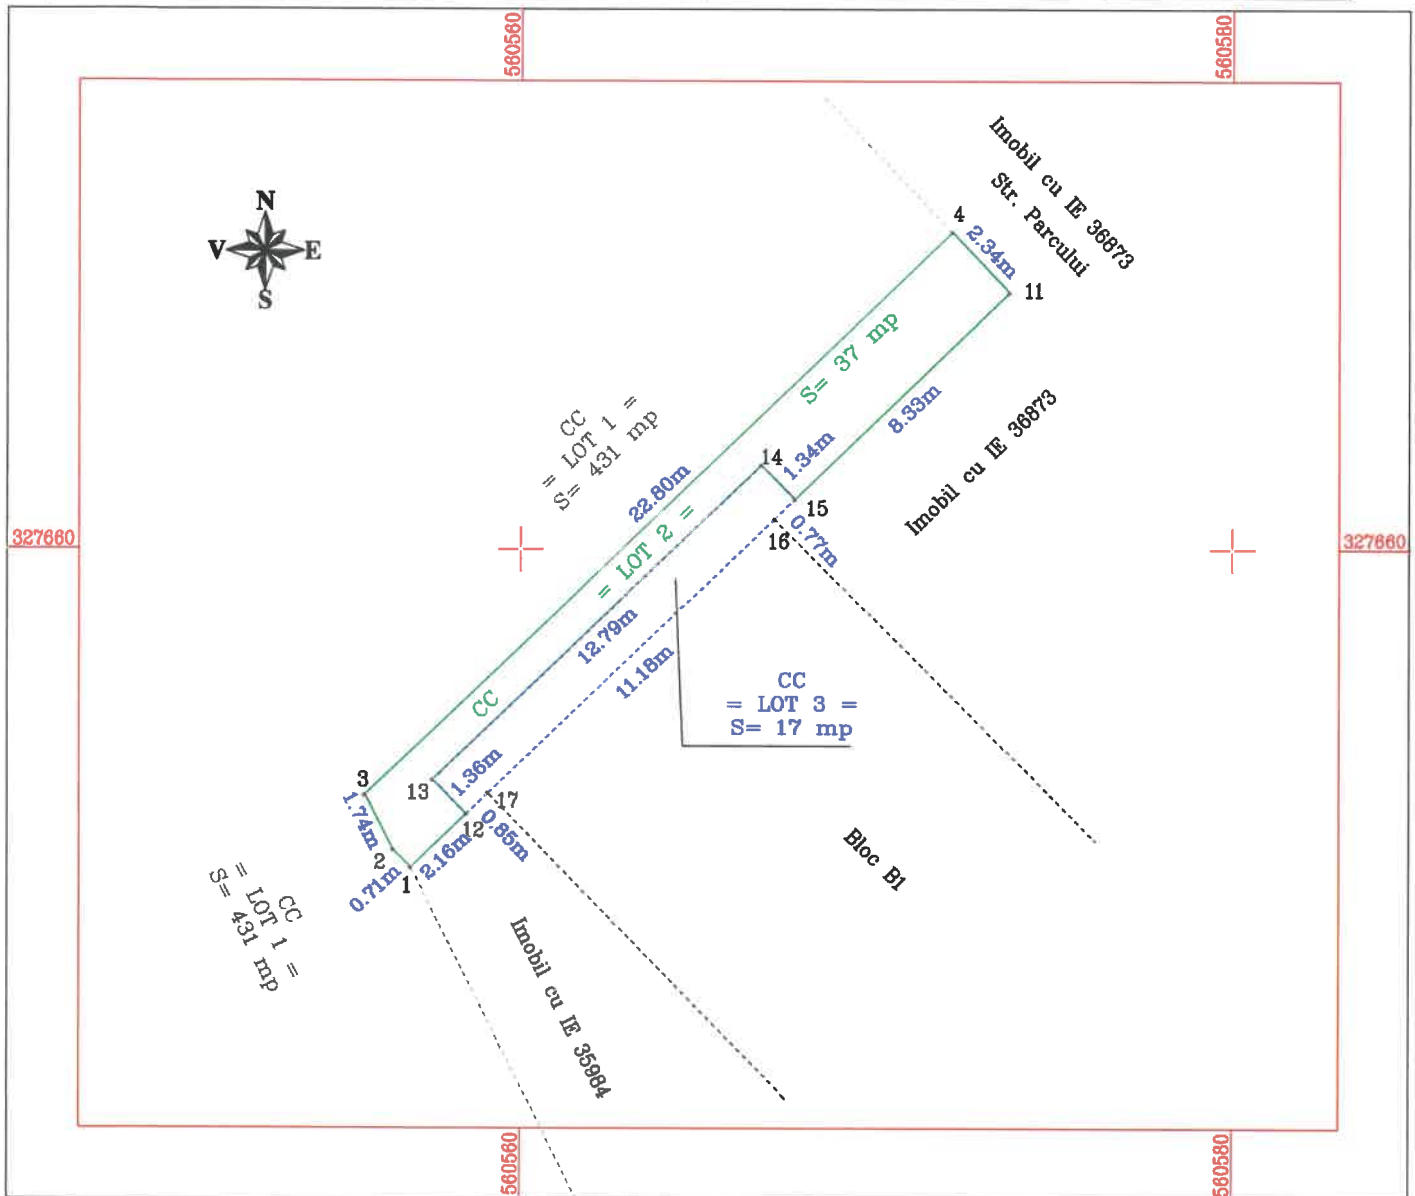 560560
560580
N
V E
S
Imobil cu IE 36873
Str. Parcului
4
2.34m
11
S= 37 mp
8.33m
Imobil cu IE 36873
CC
= LOT 1 =
S= 431 mp
22.80m
14
1.34m
15
0.77m
16
= LOT 2 =
327660
327660
12.79m
11.18m
CC
= LOT 3 =
S= 17 mp
CC
3
1.74m
13
1.36m
17
12
0.85m
2
2.16m
0.71m
1
Bloc B1
CC
= LOT 1 =
S= 431 mp
Imobil cu IE 35984
560560
560580